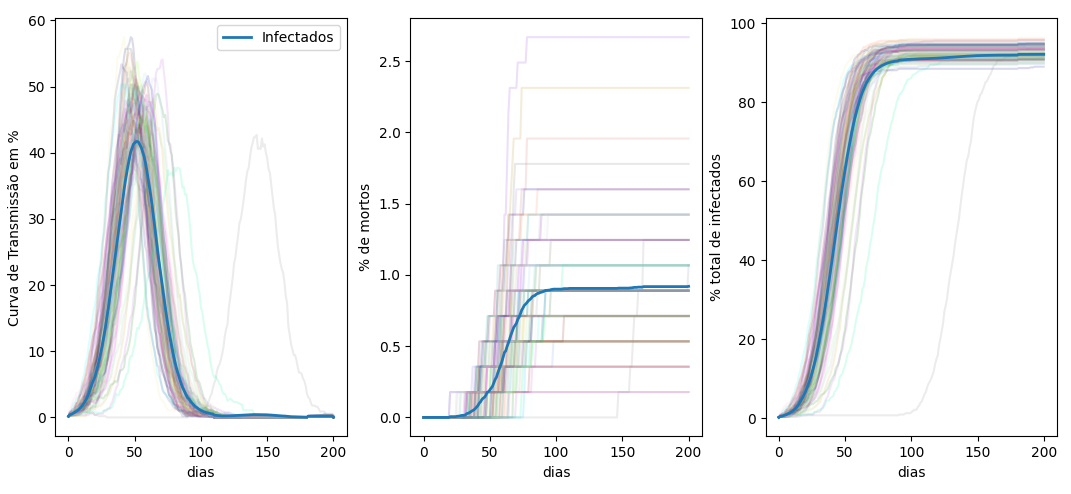 Curva de Transmissão em %
60
50
40
30
20
10
0
0 50 100 150 200
dias
Infectados
% de mortos
2.5
2.0
1.5
1.0
0.5
0.0
0 50 100 150 200
dias
% total de infectados
100
80
60
40
20
0
0 50 100 150 200
dias